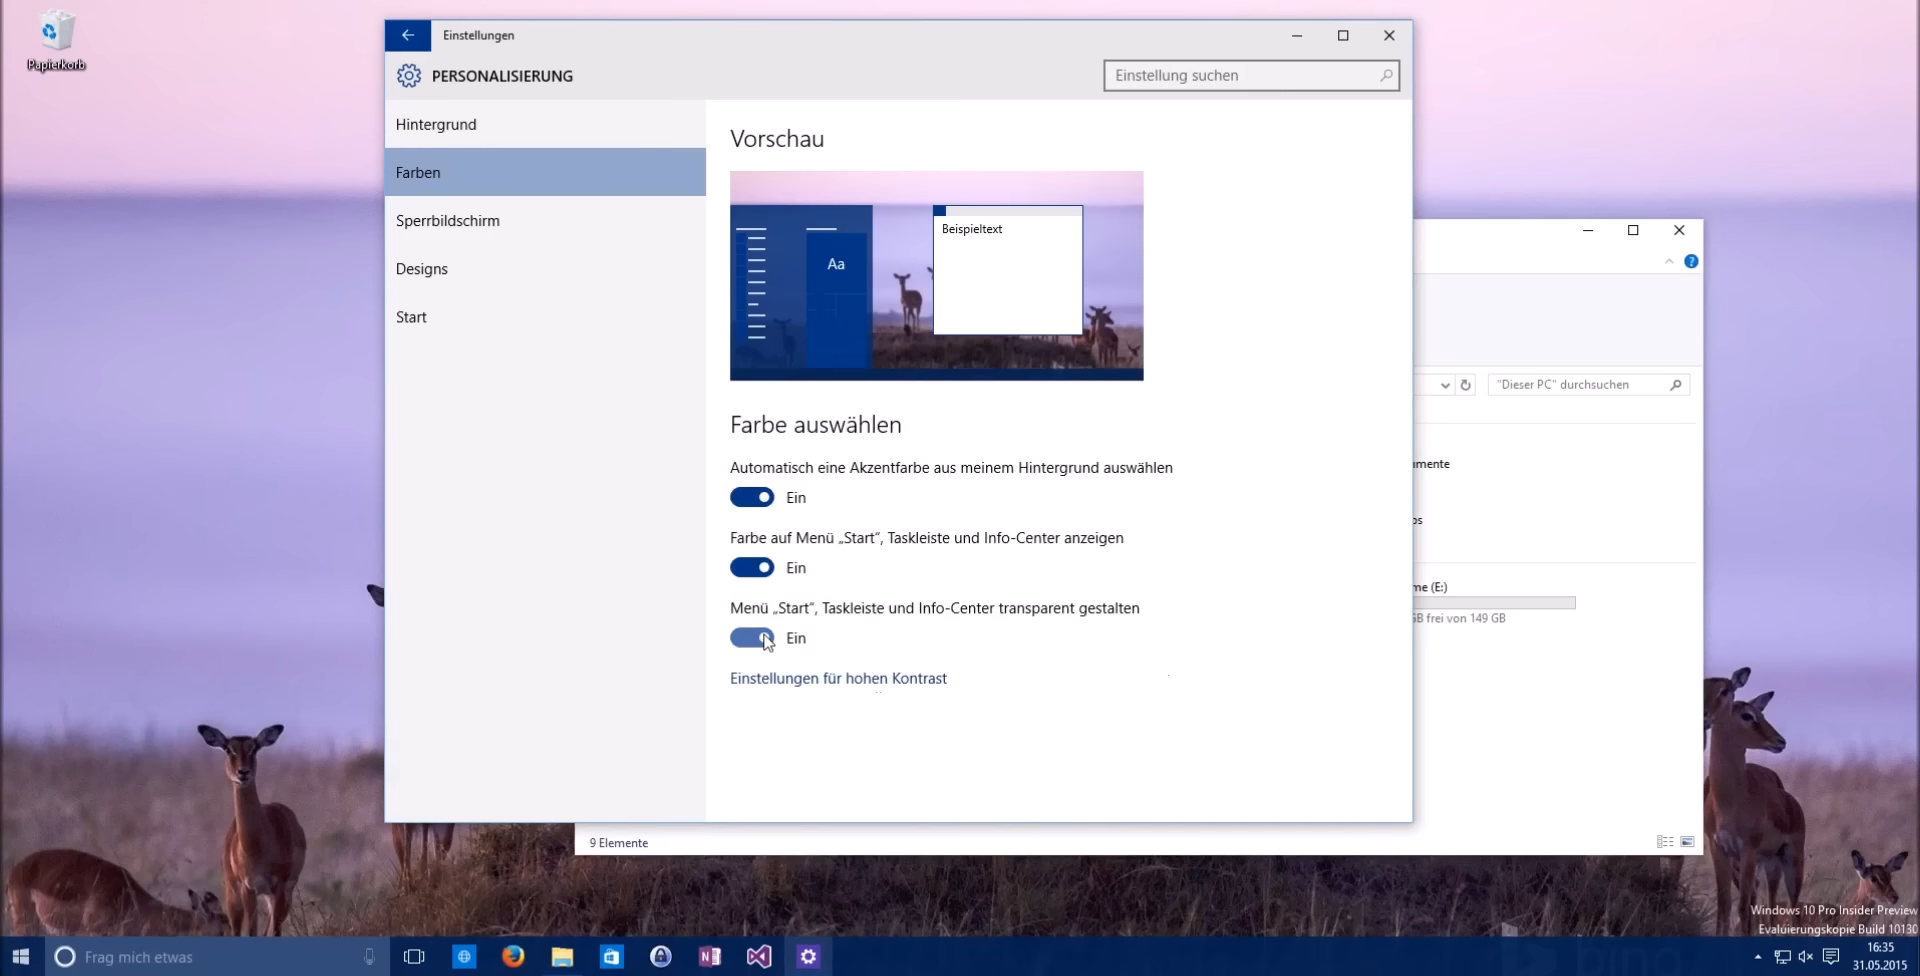 Papierkorb
Einstellungen
PERSONALISIERUNG
Einstellung suchen
Hintergrund
Farben
Sperrbildschirm
Designs
Start
Vorschau
Aa
Beispieltext
Farbe auswählen
Automatisch eine Akzentfarbe aus meinem Hintergrund auswählen
Ein
Farbe auf Menü „Start“, Taskleiste und Info-Center anzeigen
Ein
Menü „Start“, Taskleiste und Info-Center transparent gestalten
Ein
Einstellungen für hohen Kontrast
"Dieser PC" durchsuchen
umente
os
me (E:)
GB frei von 149 GB
9 Elemente
Windows 10 Pro Insider Preview
Evaluierungskopie Build 10130
Frag mich etwas
16:35
31.05.2015